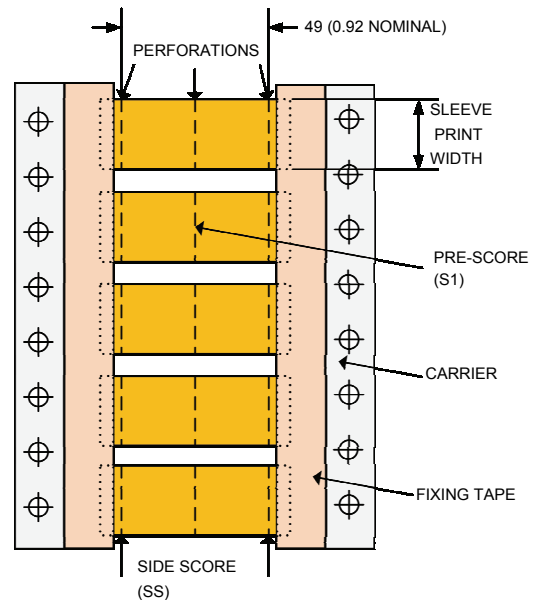 49 (0.92 NOMINAL)
PERFORATIONS
SLEEVE
PRINT
WIDTH
PRE-SCORE
(S1)
CARRIER
FIXING TAPE
SIDE SCORE
(SS)